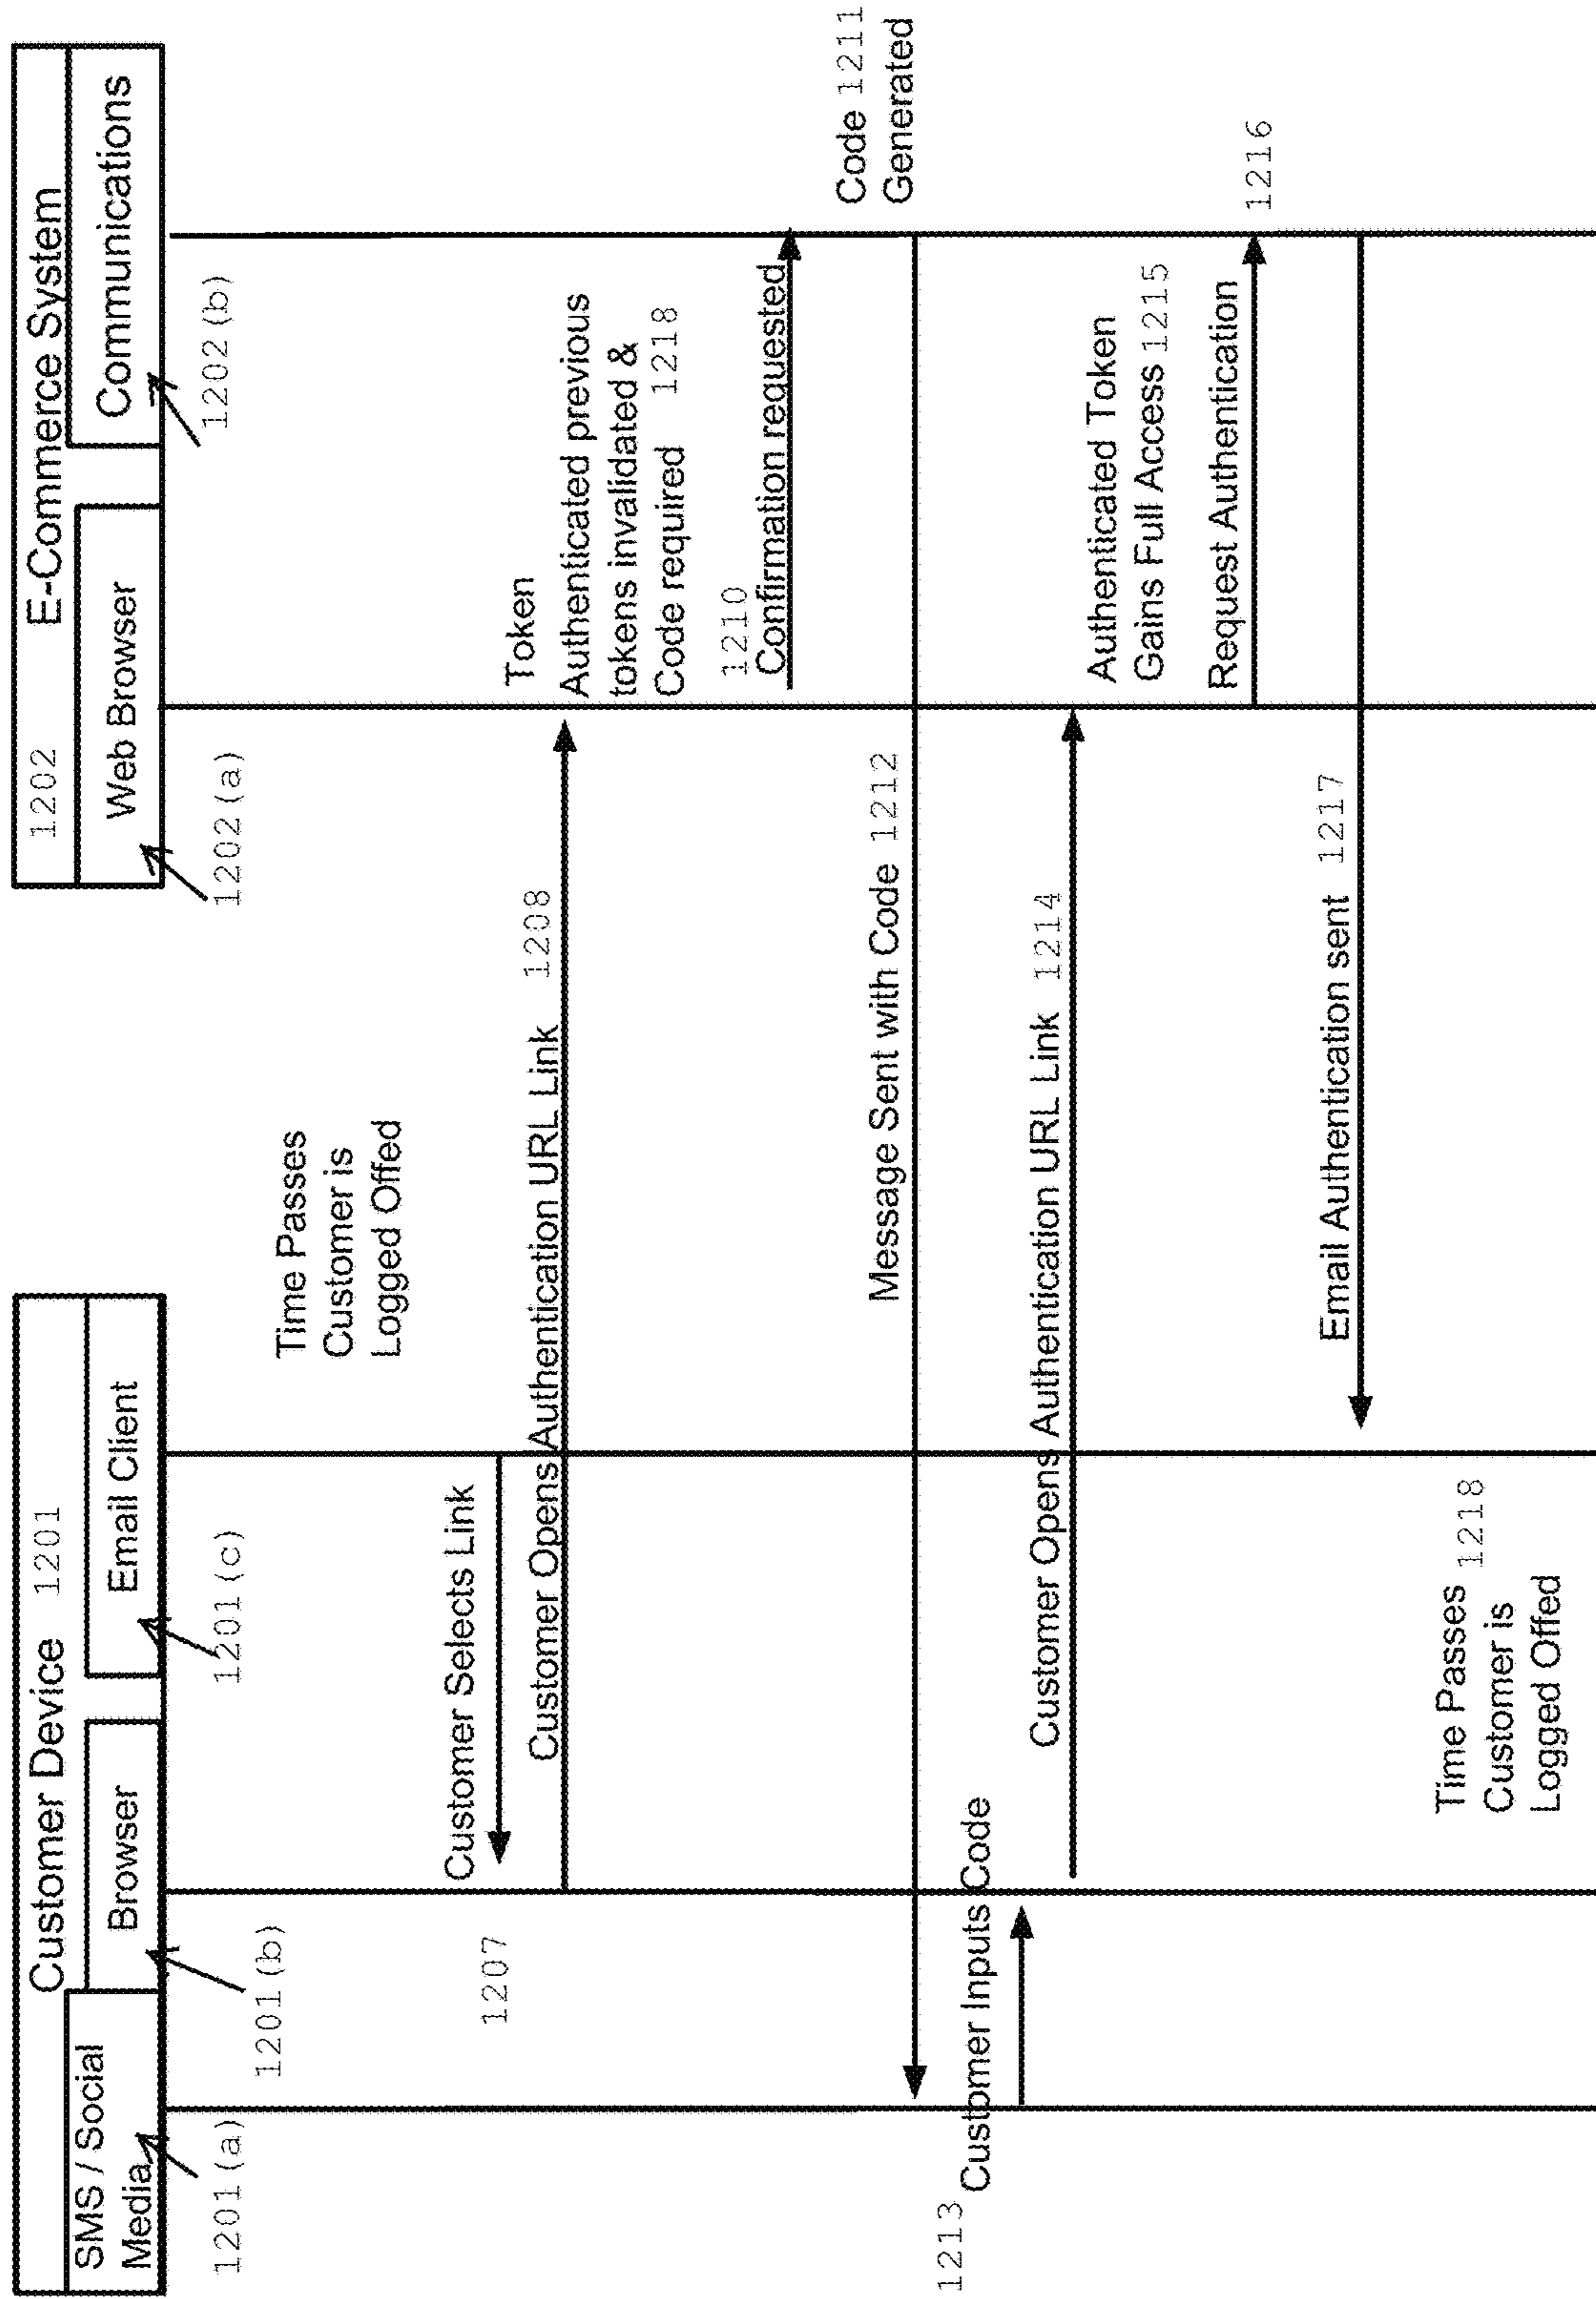 Customer Device 1201
SMS / Social
Media
Browser
Email Client
1201(a)
1201(b)
1201(c)
1202 E-Commerce System
Web Browser
Communications
1202(a)
1202(b)
Time Passes
Customer is
Logged Offed
1207
Customer Selects Link
Customer Opens Authentication URL Link 1208
Token
Authenticated previous
tokens invalidated &
Code required 1218
1210
Confirmation requested
Code 1211
Generated
Message Sent with Code 1212
1213
Customer Inputs Code
Customer Opens Authentication URL Link 1214
Authenticated Token
Gains Full Access 1215
Request Authentication
1216
Email Authentication sent 1217
Time Passes 1218
Customer is
Logged Offed